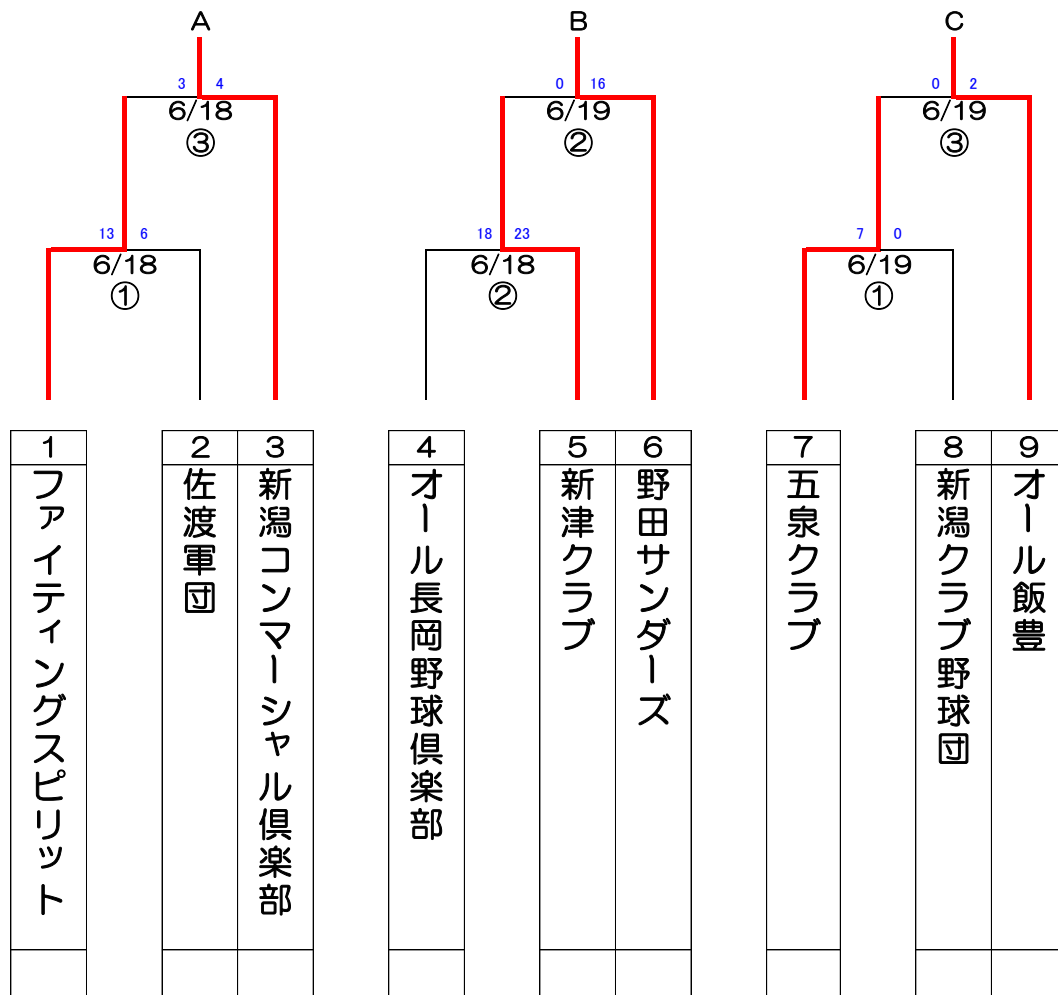 A
B
C
3 4
0 16
0 2
6/18
6/19
6/19
③
②
③
13 6
18 23
7 0
6/18
6/18
6/19
①
②
①
1
2
3
4
5
6
7
8
9
ファイティングスピリット
佐渡軍団
新潟コンマーシャル倶楽部
オール長岡野球倶楽部
新津クラブ
野田サンダーズ
五泉クラブ
新潟クラブ野球団
オール飯豊